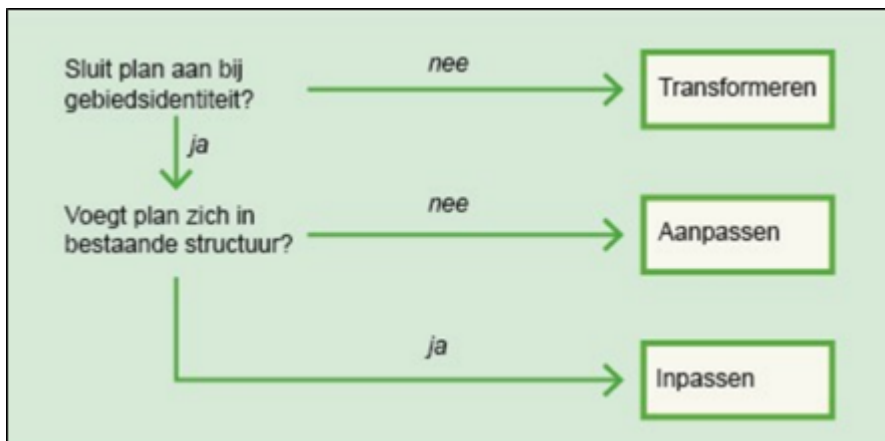 Sluit plan aan bij
gebiedsidentiteit?
nee
Transformeren
ja
Voegt plan zich in
bestaande structuur?
nee
Aanpassen
ja
Inpassen